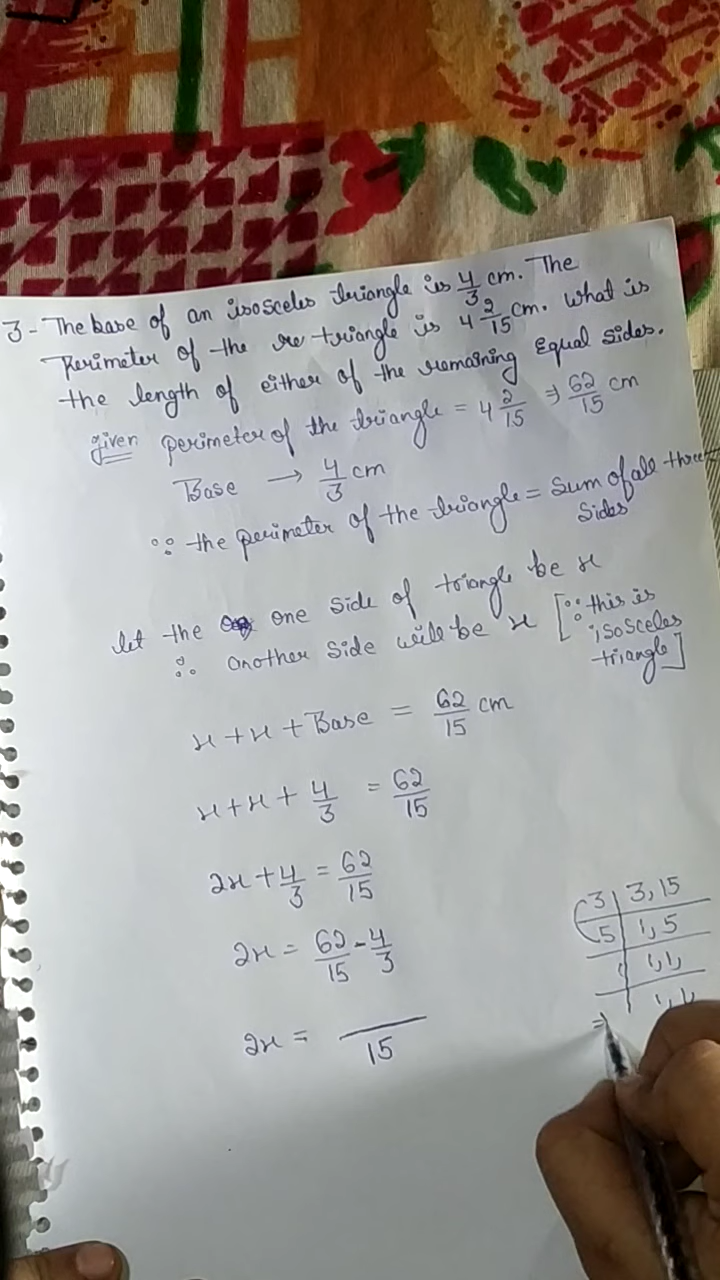 3- The base of an isosceles triangle is 4/3 cm. The
Perimeter of the triangle is 4 2/15 cm. What is
the length of either of the remaining Equal sides.
given perimeter of the triangle = 4 2/15 ⇒ 62/15 cm
Base → 4/3 cm
∵ the perimeter of the triangle = Sum of all three
Sides
let the one side of triangle be x
∴ another side will be x [∵ this is
isosceles
triangle]
x + x + Base = 62/15 cm
x + x + 4/3 = 62/15
2x + 4/3 = 62/15
2x = 62/15 - 4/3
2x = /15
3 | 3, 15
5 | 1, 5
1, 1
1, 1
⇒